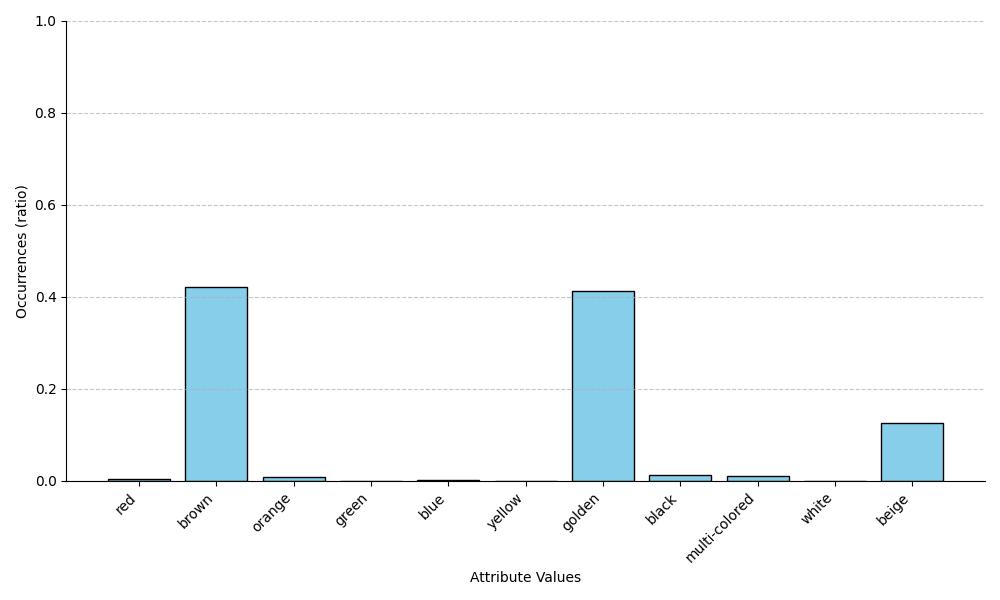 1.0
0.8
0.6
0.4
0.2
0.0
Occurrences (ratio)
red
brown
orange
green
blue
yellow
golden
black
multi-colored
white
beige
Attribute Values